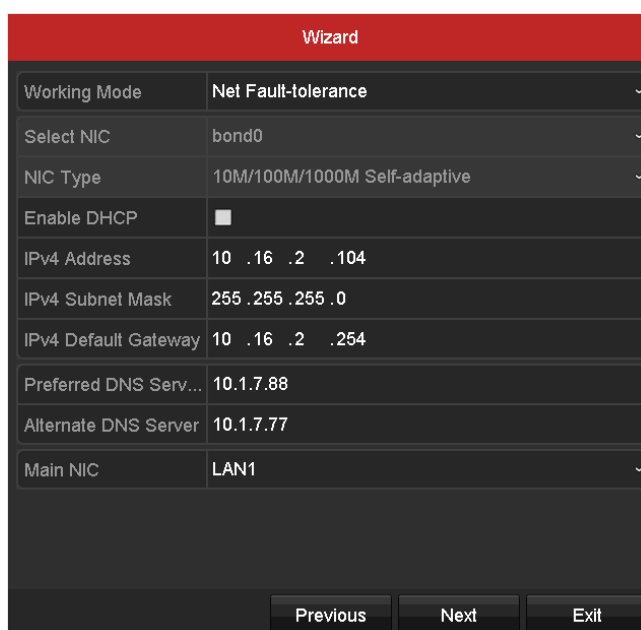 Wizard
Working Mode Net Fault-tolerance
Select NIC bond0
NIC Type 10M/100M/1000M Self-adaptive
Enable DHCP
IPv4 Address 10 .16 .2 .104
IPv4 Subnet Mask 255.255.255.0
IPv4 Default Gateway 10 .16 .2 .254
Preferred DNS Serv... 10.1.7.88
Alternate DNS Server 10.1.7.77
Main NIC LAN1
Previous Next Exit